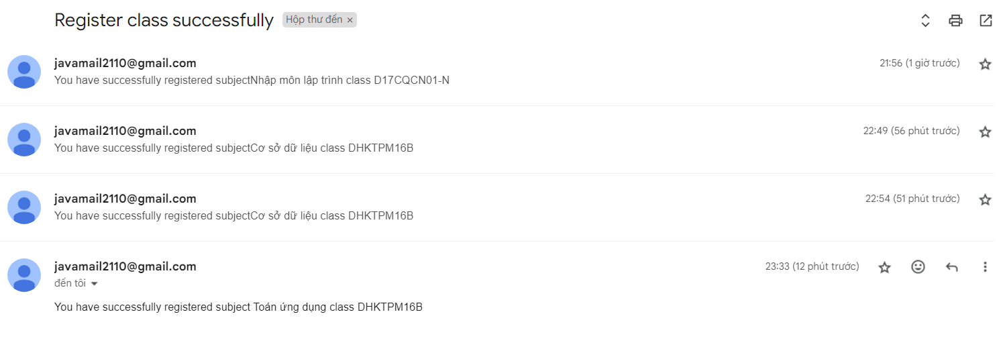 Register class successfully Hộp thư đến ×
javamail2110@gmail.com 21:56 (1 giờ trước)
You have successfully registered subjectNhập môn lập trình class D17CQCN01-N
javamail2110@gmail.com 22:49 (56 phút trước)
You have successfully registered subjectCơ sở dữ liệu class DHKTPM16B
javamail2110@gmail.com 22:54 (51 phút trước)
You have successfully registered subjectCơ sở dữ liệu class DHKTPM16B
javamail2110@gmail.com 23:33 (12 phút trước)
đến tôi
You have successfully registered subject Toán ứng dụng class DHKTPM16B